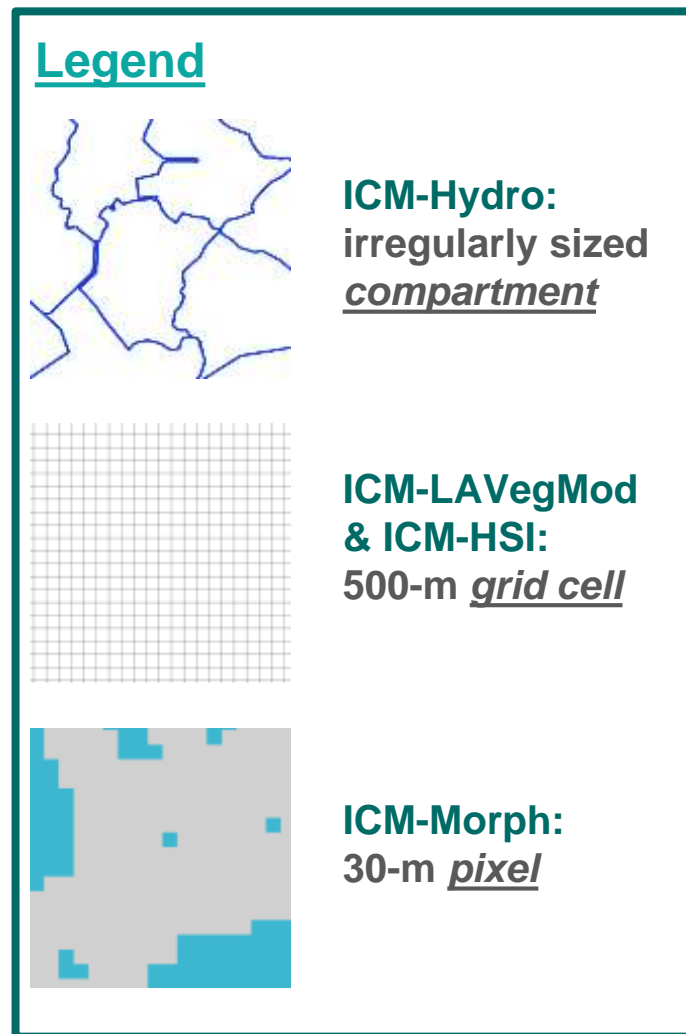 Legend
ICM-Hydro:
irregularly sized
compartment
ICM-LAVegMod
& ICM-HSI:
500-m grid cell
ICM-Morph:
30-m pixel